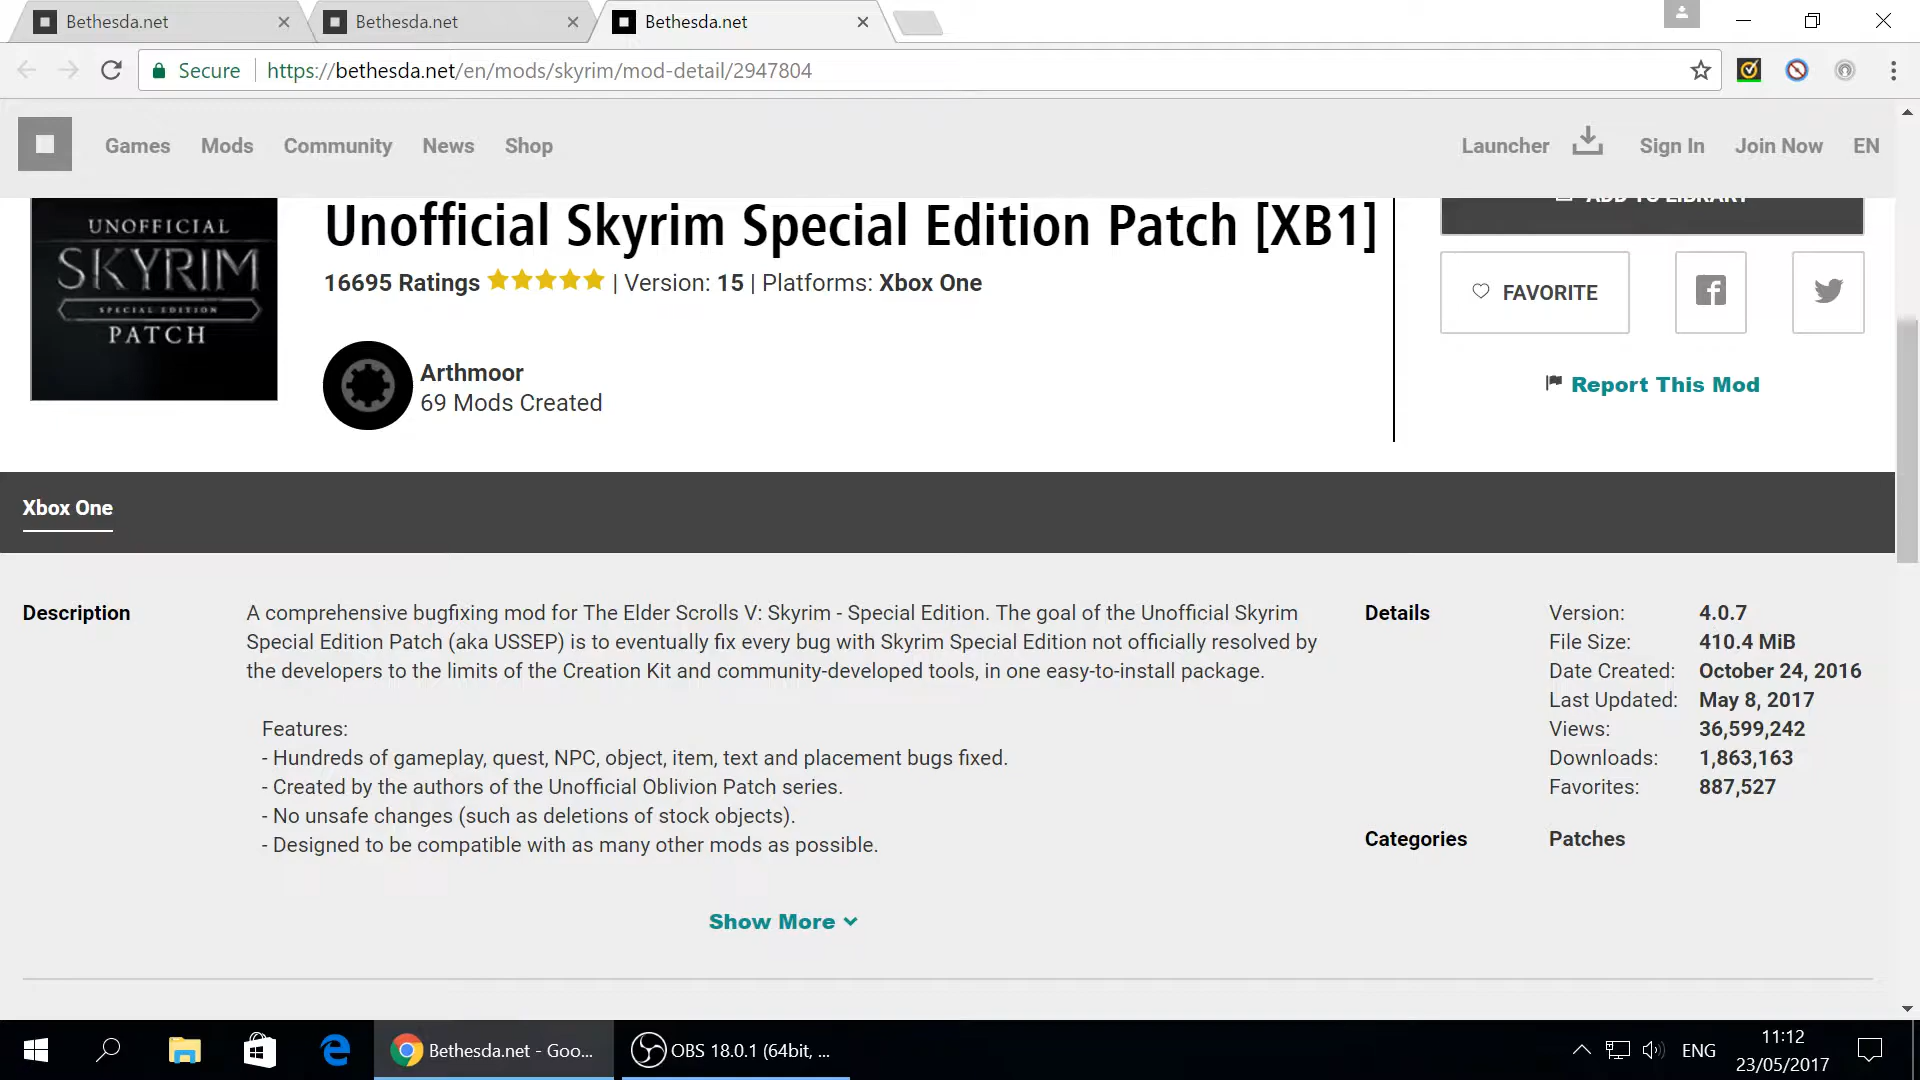 Bethesda.net
Bethesda.net
Bethesda.net
Secure
https://bethesda.net/en/mods/skyrim/mod-detail/2947804
Games Mods Community News Shop
Launcher Sign In Join Now EN
UNOFFICIAL
SKYRIM
SPECIAL EDITION
PATCH
Unofficial Skyrim Special Edition Patch [XB1]
16695 Ratings | Version: 15 | Platforms: Xbox One
Arthmoor
69 Mods Created
ADD TO LIBRARY
FAVORITE
Report This Mod
Xbox One
Description
A comprehensive bugfixing mod for The Elder Scrolls V: Skyrim - Special Edition. The goal of the Unofficial Skyrim
Special Edition Patch (aka USSEP) is to eventually fix every bug with Skyrim Special Edition not officially resolved by
the developers to the limits of the Creation Kit and community-developed tools, in one easy-to-install package.
Features:
- Hundreds of gameplay, quest, NPC, object, item, text and placement bugs fixed.
- Created by the authors of the Unofficial Oblivion Patch series.
- No unsafe changes (such as deletions of stock objects).
- Designed to be compatible with as many other mods as possible.
Show More
Details
Version: 4.0.7
File Size: 410.4 MiB
Date Created: October 24, 2016
Last Updated: May 8, 2017
Views: 36,599,242
Downloads: 1,863,163
Favorites: 887,527
Categories Patches
Bethesda.net - Goo...
OBS 18.0.1 (64bit, ...
ENG
11:12
23/05/2017